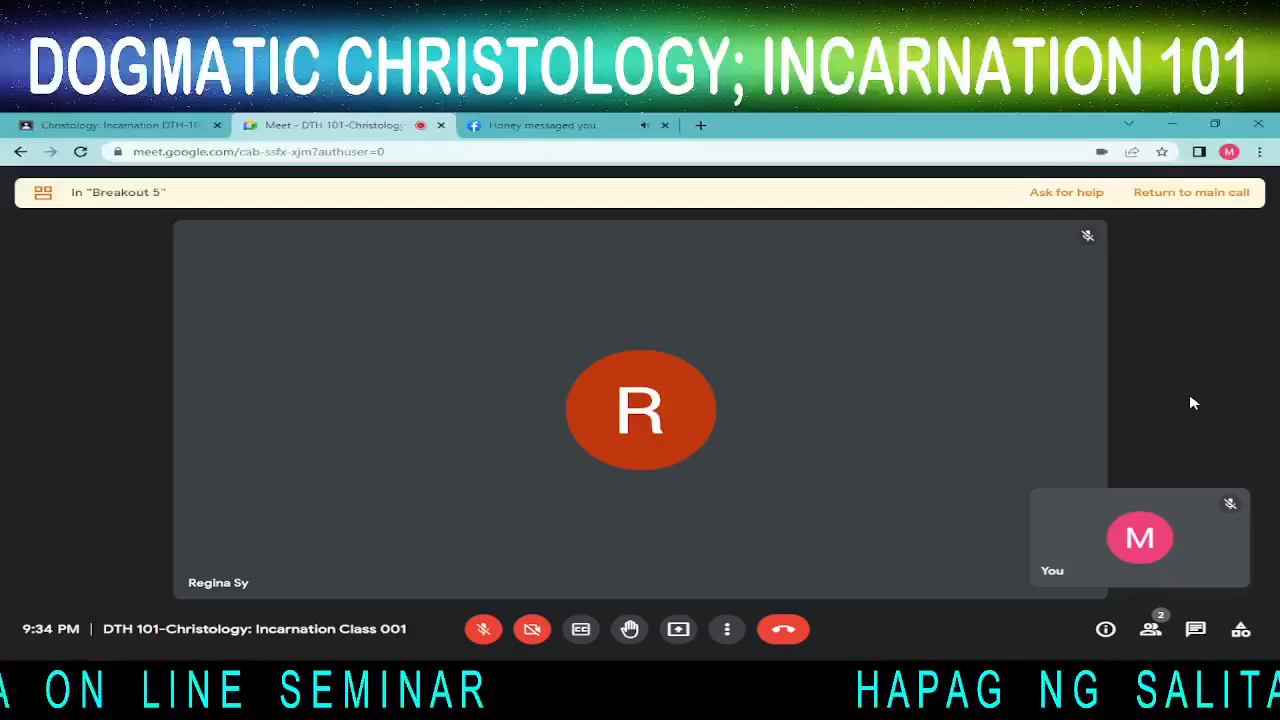 DOGMATIC CHRISTOLOGY; INCARNATION 101
Christology: Incarnation DTH-10
Meet - DTH 101-Christology
Honey messaged you
meet.google.com/cab-ssfx-xjm?authuser=0
M
In "Breakout 5"
Ask for help
Return to main call
R
M
You
Regina Sy
2
9:34 PM | DTH 101-Christology: Incarnation Class 001
CC
A ON LINE SEMINAR HAPAG NG SALITA